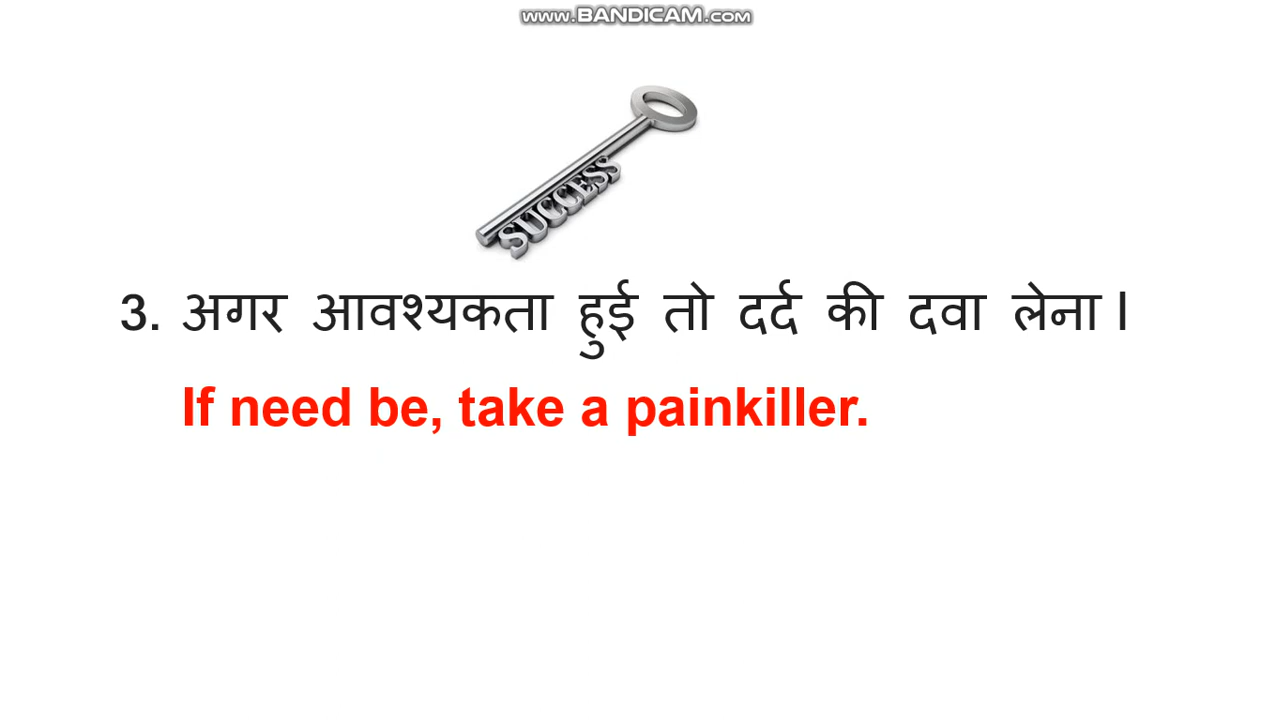 www.BANDICAM.com
SUCCESS
3. अगर आवश्यकता हुई तो दर्द की दवा लेना।
If need be, take a painkiller.